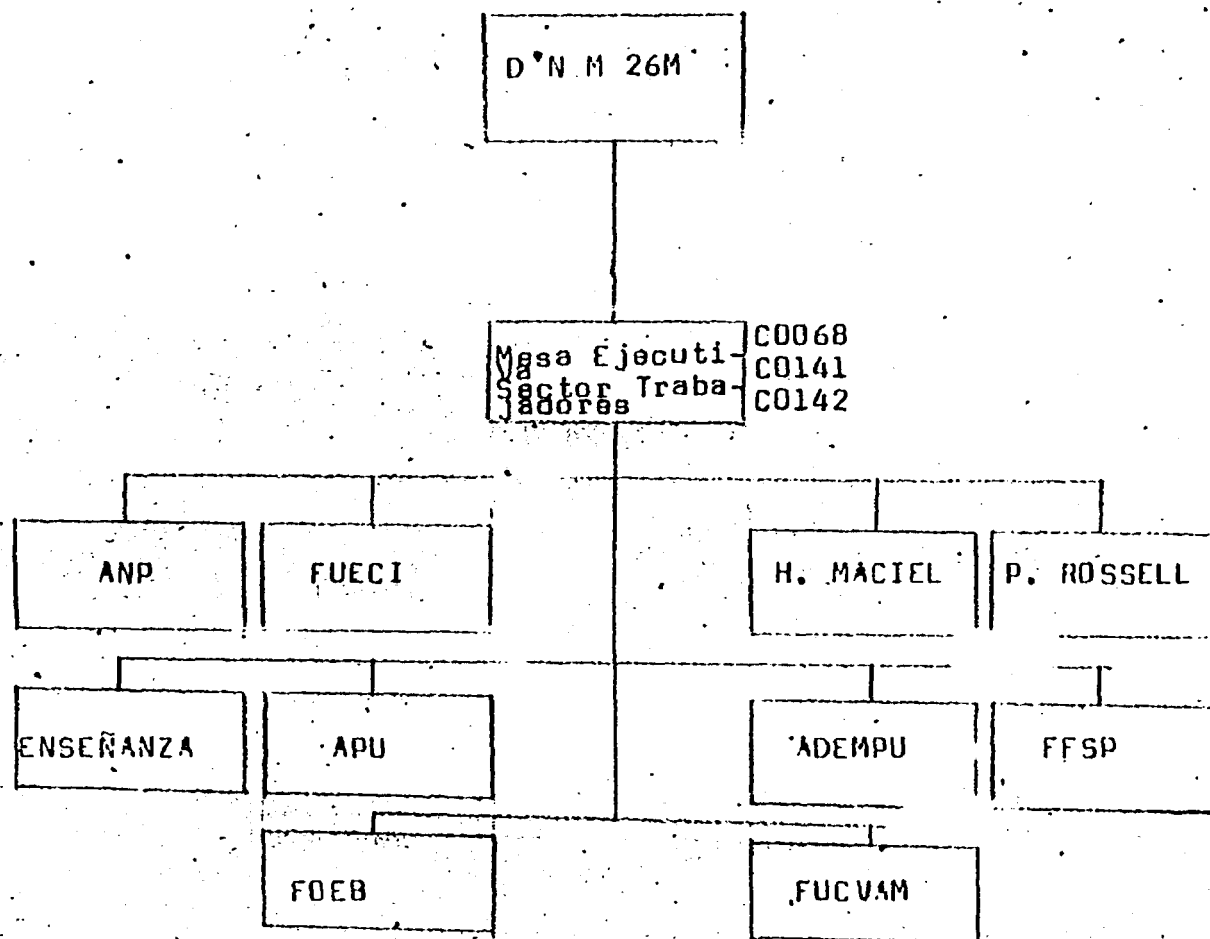 D N M 26M
Mesa Ejecuti-
va
Sector Traba-
jadores
C0068
C0141
C0142
ANP
FUECI
H. MACIEL
P. ROSSELL
ENSEÑANZA
APU
ADEMPU
FFSP
FOEB
FUCVAM